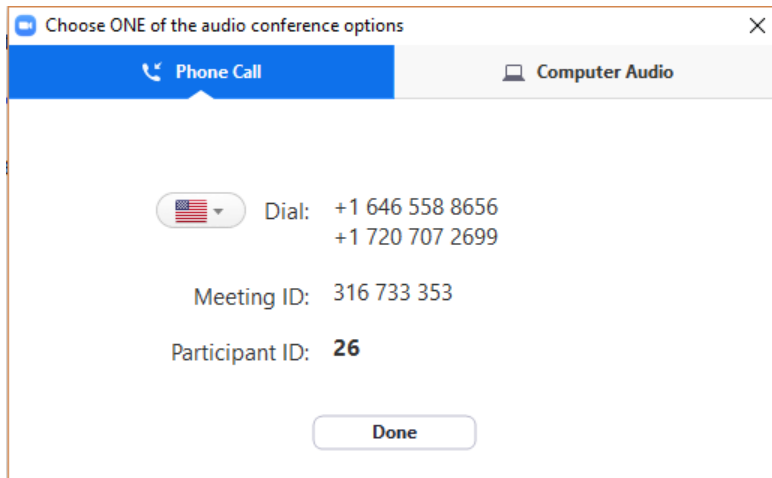 Choose ONE of the audio conference options
Phone Call
Computer Audio
Dial: +1 646 558 8656
+1 720 707 2699
Meeting ID: 316 733 353
Participant ID: 26
Done